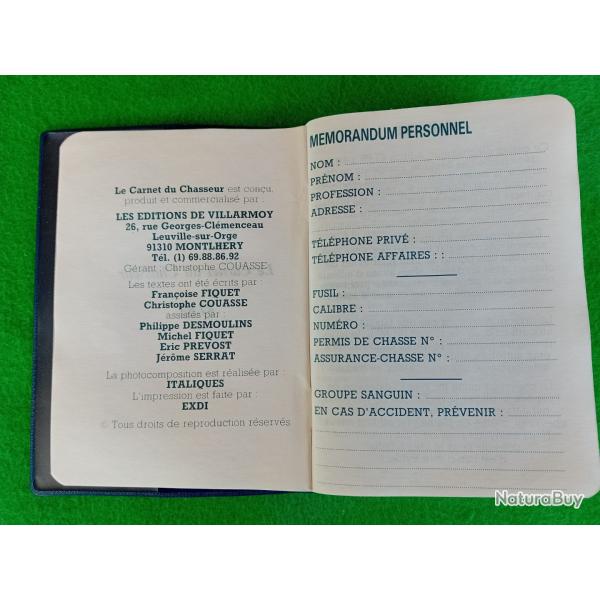 Le Carnet du Chasseur est conçu,
produit et commercialisé par :
LES EDITIONS DE VILLARMOY
26, rue Georges-Clémenceau
Leuville-sur-Orge
91310 MONTLHERY
Tél. (1) 69.88.86.92
Gérant : Christophe COUASSE
Les textes ont été écrits par :
Françoise FIQUET
Christophe COUASSE
assistés par :
Philippe DESMOULINS
Michel FIQUET
Eric PREVOST
Jérôme SERRAT
La photocomposition est réalisée par :
ITALIQUES
L'impression est faite par :
EXDI
© Tous droits de reproduction réservés
MEMORANDUM PERSONNEL
NOM :
PRÉNOM :
PROFESSION :
ADRESSE :
TÉLÉPHONE PRIVÉ :
TÉLÉPHONE AFFAIRES : :
FUSIL :
CALIBRE :
NUMÉRO :
PERMIS DE CHASSE N° :
ASSURANCE-CHASSE N° :
GROUPE SANGUIN :
EN CAS D'ACCIDENT, PRÉVENIR :
NaturaBuy